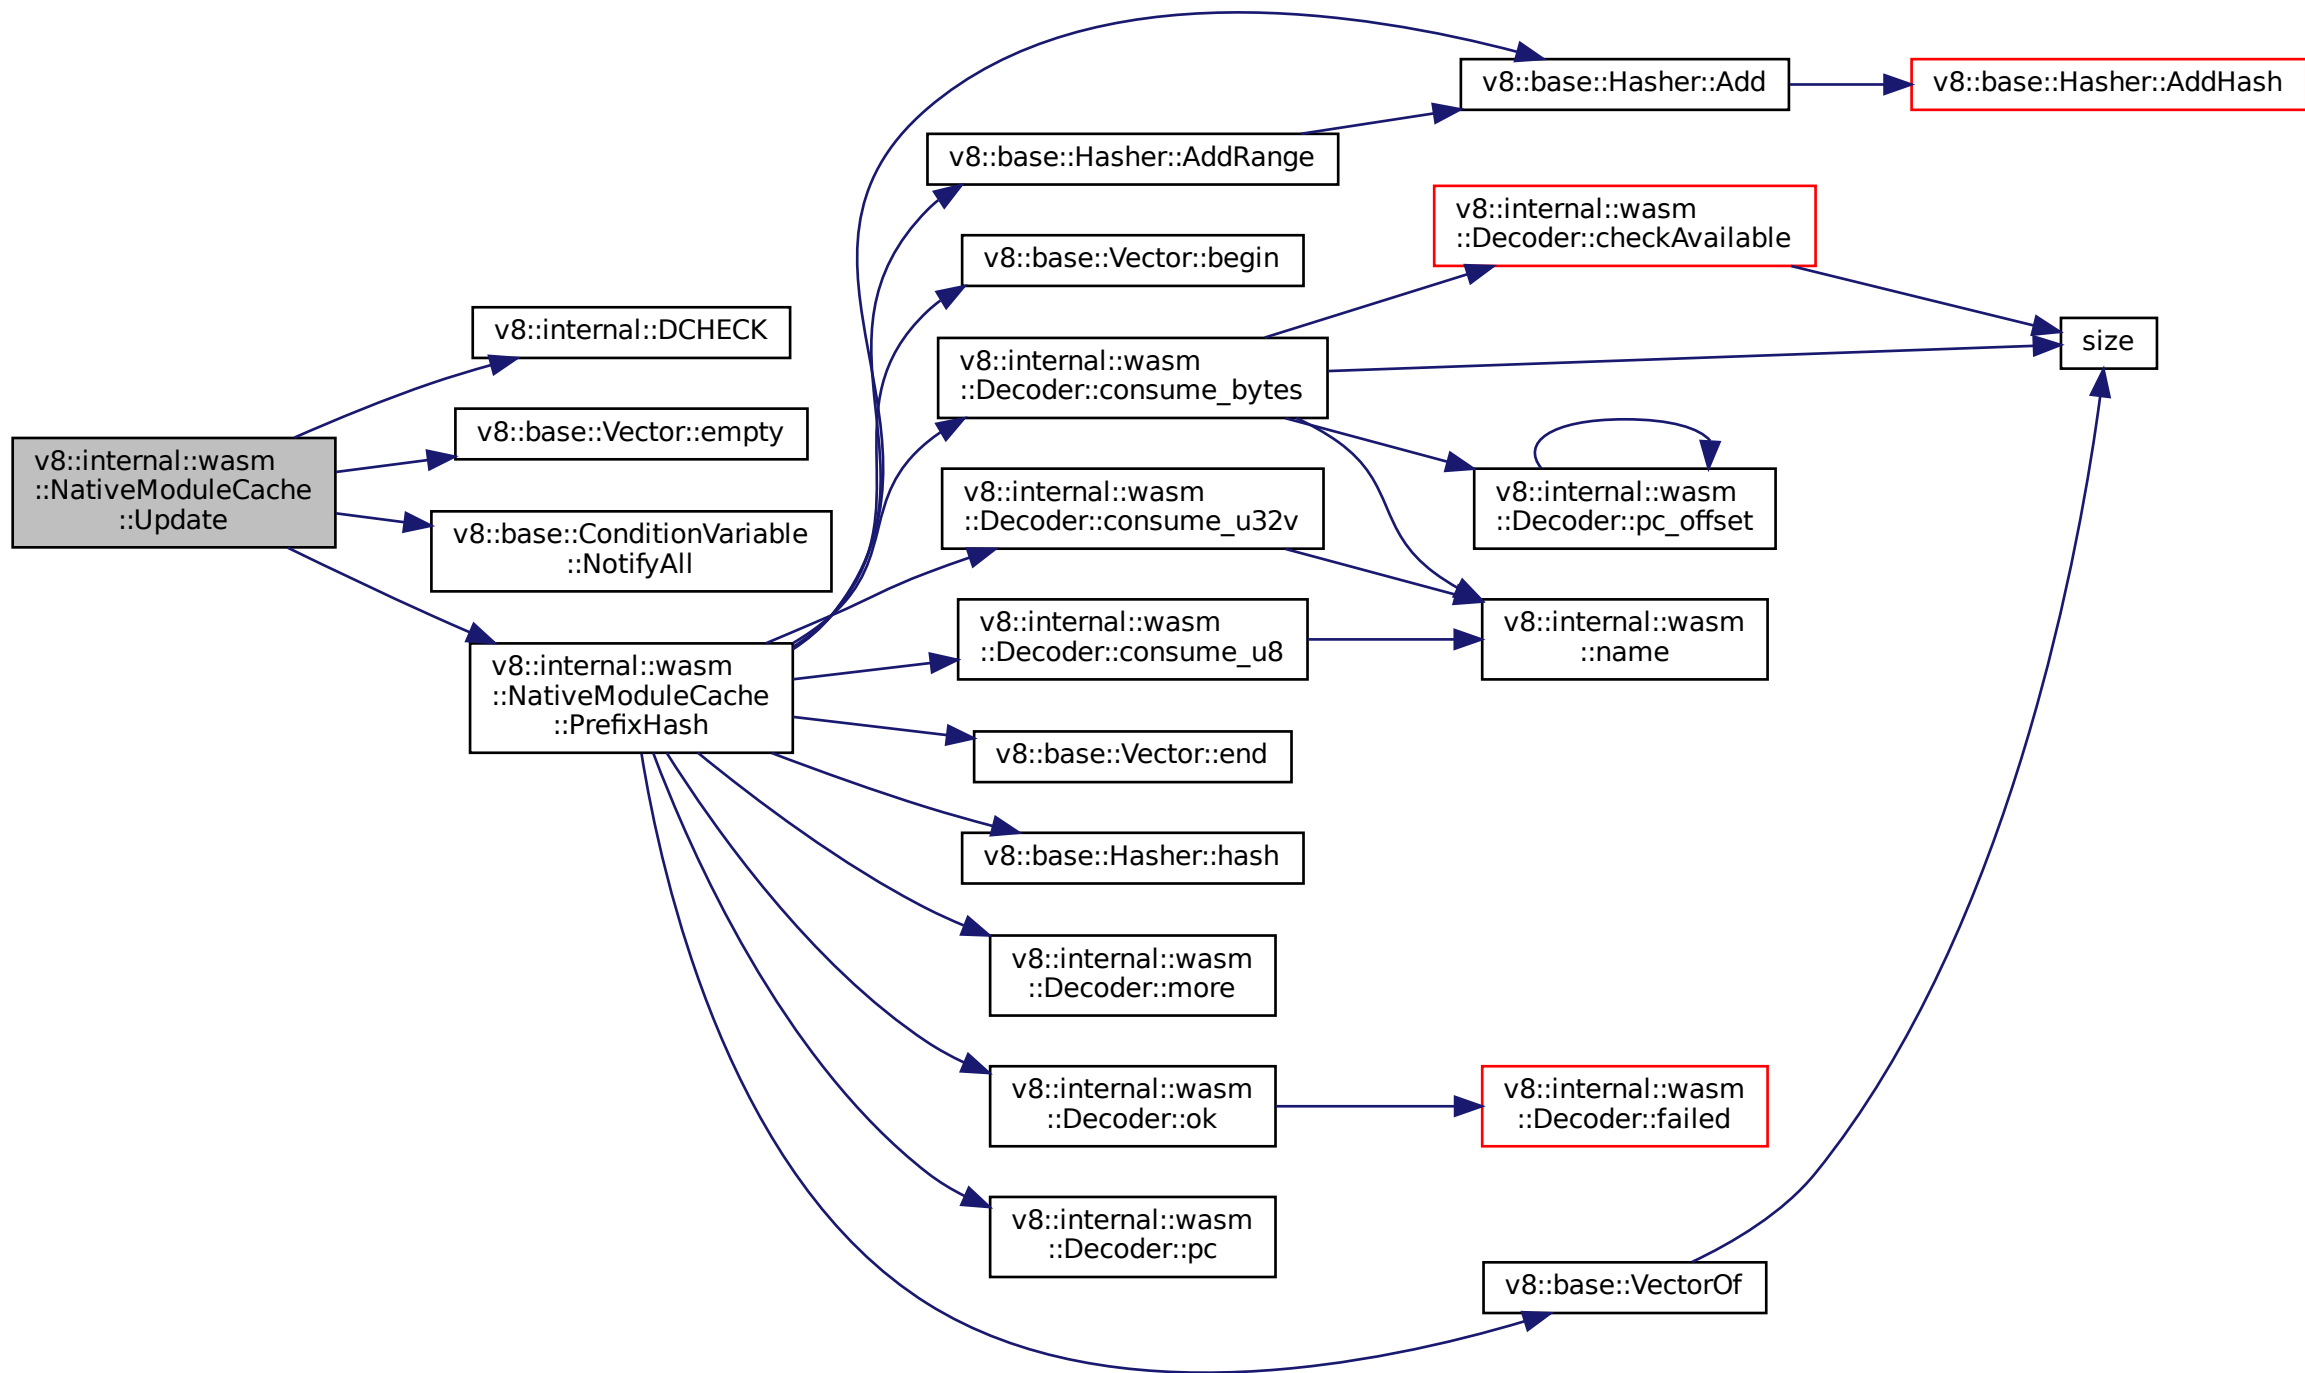 v8::internal::wasm
::NativeModuleCache
::Update
v8::internal::DCHECK
v8::base::Vector::empty
v8::base::ConditionVariable
::NotifyAll
v8::internal::wasm
::NativeModuleCache
::PrefixHash
v8::base::Hasher::AddRange
v8::base::Vector::begin
v8::internal::wasm
::Decoder::consume_bytes
v8::internal::wasm
::Decoder::consume_u32v
v8::internal::wasm
::Decoder::consume_u8
v8::base::Vector::end
v8::base::Hasher::hash
v8::internal::wasm
::Decoder::more
v8::internal::wasm
::Decoder::ok
v8::internal::wasm
::Decoder::pc
v8::base::Hasher::Add
v8::internal::wasm
::Decoder::checkAvailable
v8::internal::wasm
::Decoder::pc_offset
v8::internal::wasm
::name
v8::internal::wasm
::Decoder::failed
v8::base::VectorOf
v8::base::Hasher::AddHash
size